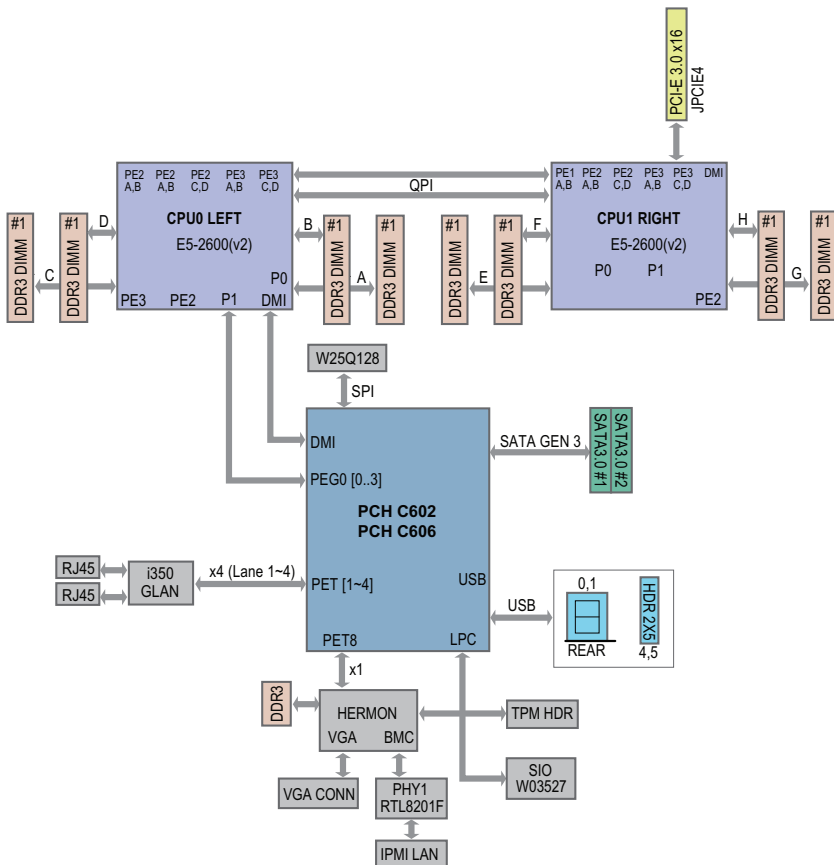 PCI-E 3.0 x16
JPCIE4
PE2 A,B
PE2 A,B
PE2 C,D
PE3 A,B
PE3 C,D
CPU0 LEFT
E5-2600(v2)
P0
PE3
PE2
P1
DMI
QPI
PE1 A,B
PE2 A,B
PE2 C,D
PE3 A,B
PE3 C,D
DMI
CPU1 RIGHT
E5-2600(v2)
P0
P1
PE2
#1 DDR3 DIMM
C
#1 DDR3 DIMM
D
B
#1 DDR3 DIMM
A
#1 DDR3 DIMM
#1 DDR3 DIMM
E
#1 DDR3 DIMM
F
H
#1 DDR3 DIMM
G
#1 DDR3 DIMM
W25Q128
SPI
DMI
PEG0 [0..3]
PCH C602
PCH C606
PET [1~4]
USB
PET8
LPC
SATA GEN 3
SATA3.0 #1
SATA3.0 #2
RJ45
RJ45
i350
GLAN
x4 (Lane 1~4)
USB
0,1
REAR
HDR 2X5
4,5
x1
DDR3
HERMON
VGA
BMC
TPM HDR
SIO
W03527
VGA CONN
PHY1
RTL8201F
IPMI LAN